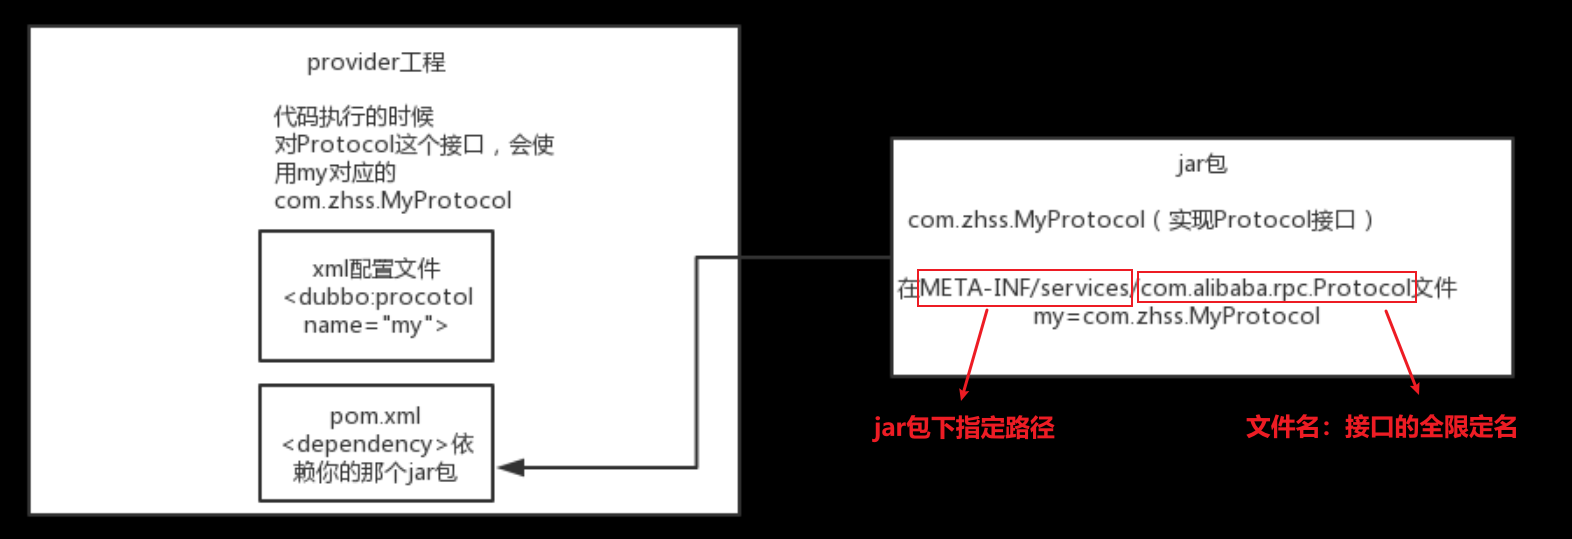 provider工程
代码执行的时候
对Protocol这个接口，会使
用my对应的
com.zhss.MyProtocol
xml配置文件
<dubbo:procotol
name="my">
pom.xml
<dependency>依
赖你的那个jar包
jar包
com.zhss.MyProtocol（实现Protocol接口）
在META-INF/services/com.alibaba.rpc.Protocol文件
my=com.zhss.MyProtocol
jar包下指定路径
文件名：接口的全限定名